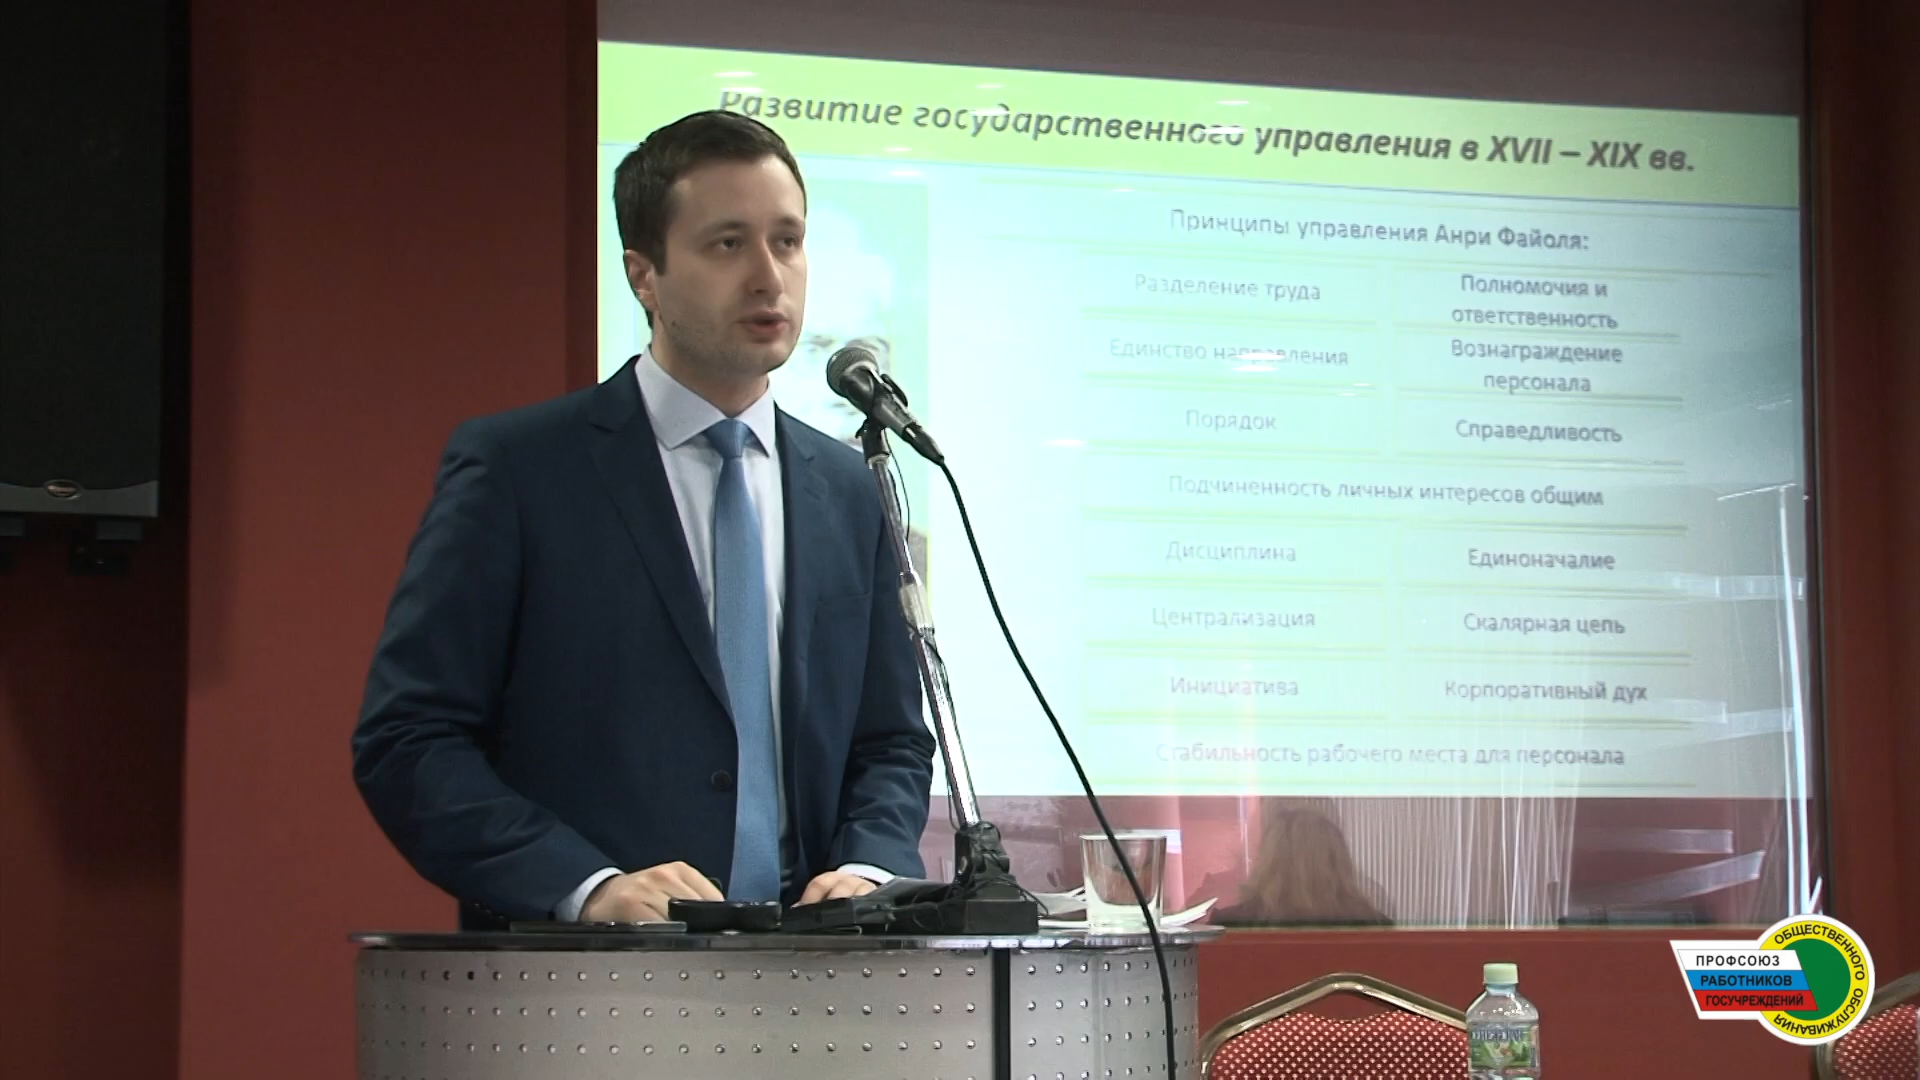 Развитие государственного управления в XVII – XIX вв.
Принципы управления Анри Файоля:
Разделение труда
Полномочия и
ответственность
Единство направления
Вознаграждение
персонала
Порядок
Справедливость
Подчиненность личных интересов общим
Дисциплина
Единоначалие
Централизация
Скалярная цепь
Инициатива
Корпоративный дух
Стабильность рабочего места для персонала
ПРОФСОЮЗ
РАБОТНИКОВ
ГОСУЧРЕЖДЕНИЙ
ОБЩЕСТВЕННОГО ОБСЛУЖИВАНИЯ